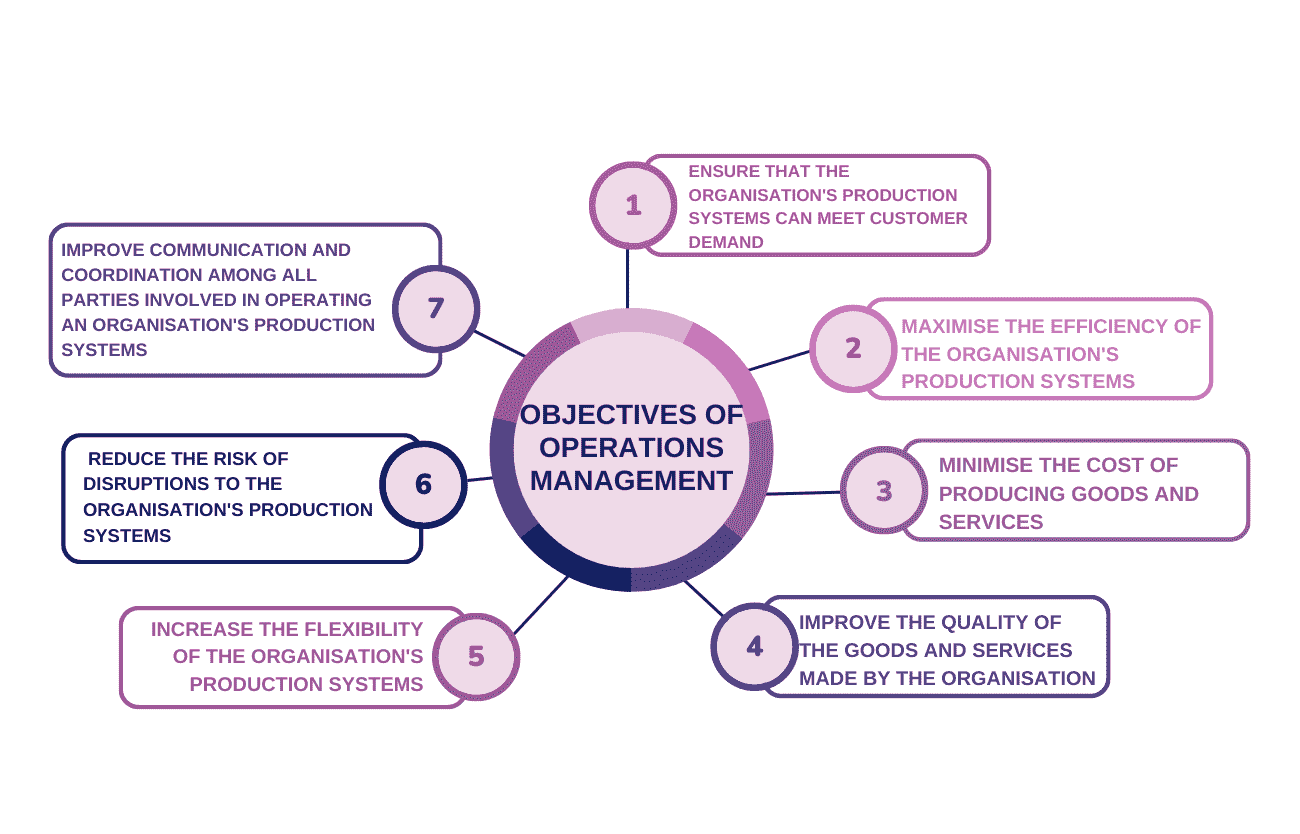 1
ENSURE THAT THE
ORGANISATION'S PRODUCTION
SYSTEMS CAN MEET CUSTOMER
DEMAND
2
MAXIMISE THE EFFICIENCY OF
THE ORGANISATION'S
PRODUCTION SYSTEMS
3
MINIMISE THE COST OF
PRODUCING GOODS AND
SERVICES
4
IMPROVE THE QUALITY OF
THE GOODS AND SERVICES
MADE BY THE ORGANISATION
5
INCREASE THE FLEXIBILITY
OF THE ORGANISATION'S
PRODUCTION SYSTEMS
6
REDUCE THE RISK OF
DISRUPTIONS TO THE
ORGANISATION'S PRODUCTION
SYSTEMS
7
IMPROVE COMMUNICATION AND
COORDINATION AMONG ALL
PARTIES INVOLVED IN OPERATING
AN ORGANISATION'S PRODUCTION
SYSTEMS
OBJECTIVES OF
OPERATIONS
MANAGEMENT